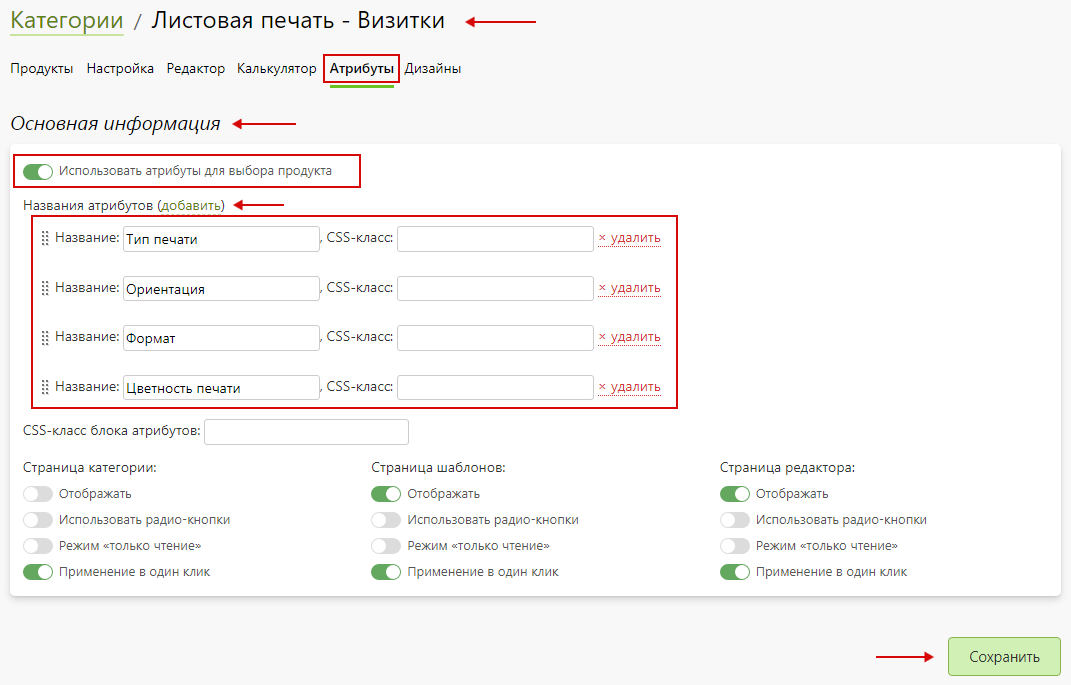 Категории / Листовая печать - Визитки
Продукты Настройка Редактор Калькулятор Атрибуты Дизайны
Основная информация
Использовать атрибуты для выбора продукта
Названия атрибутов (добавить)
Название: Тип печати, CSS-класс: × удалить
Название: Ориентация, CSS-класс: × удалить
Название: Формат, CSS-класс: × удалить
Название: Цветность печати, CSS-класс: × удалить
CSS-класс блока атрибутов:
Страница категории: Страница шаблонов: Страница редактора:
Отображать Отображать Отображать
Использовать радио-кнопки Использовать радио-кнопки Использовать радио-кнопки
Режим «только чтение» Режим «только чтение» Режим «только чтение»
Применение в один клик Применение в один клик Применение в один клик
Сохранить